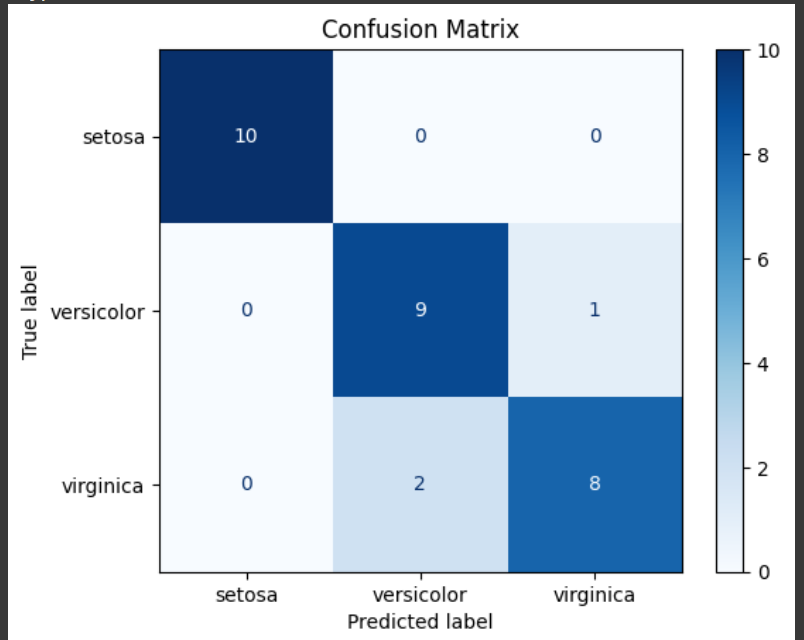 Confusion Matrix
10
setosa 10 0 0
8
6
True label
versicolor 0 9 1
4
virginica 0 2 8
2
0
setosa versicolor virginica
Predicted label